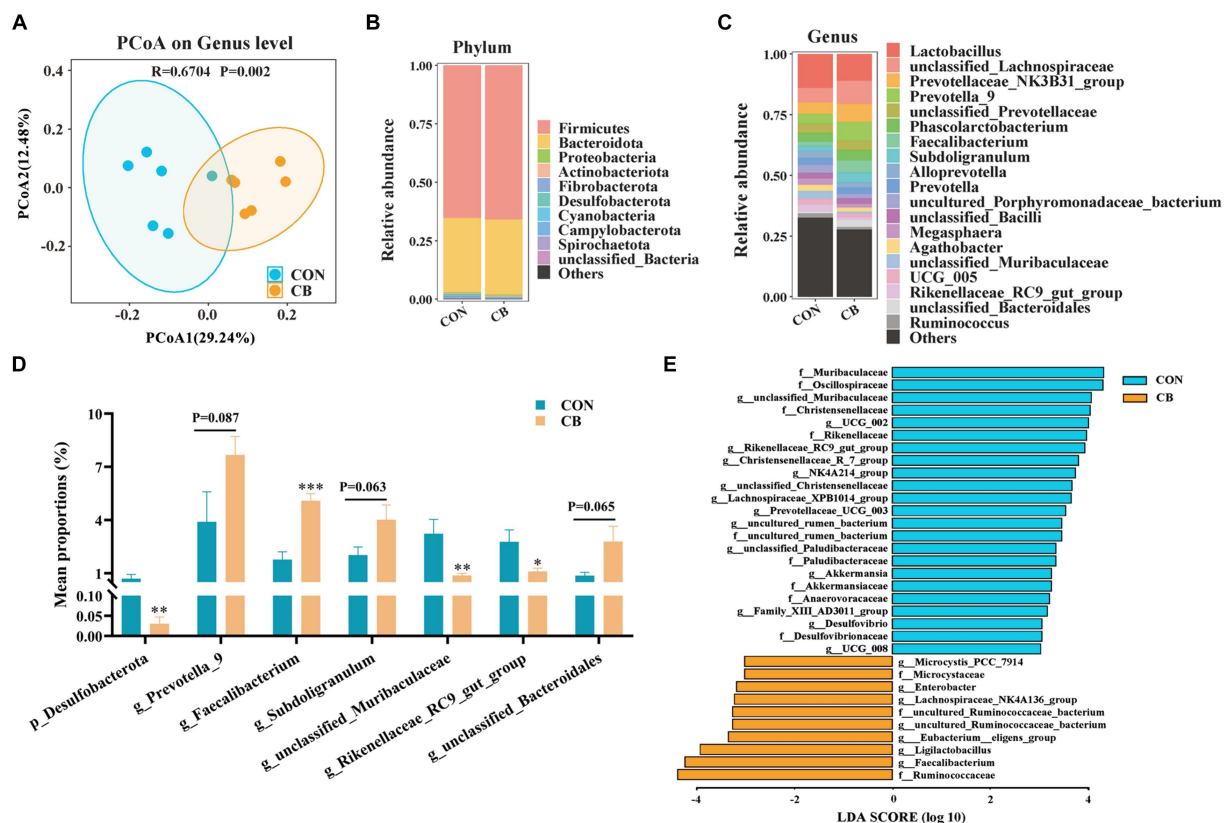 A
PCoA on Genus level
R=0.6704 P=0.002
0.4
0.2
0.0
-0.2
PCoA2(12.48%)
-0.2
0.0
0.2
PCoA1(29.24%)
CON
CB
B
Phylum
1.00
0.75
0.50
0.25
0.00
Relative abundance
CON
CB
Firmicutes
Bacteroidota
Proteobacteria
Actinobacteriota
Fibrobacterota
Desulfobacterota
Cyanobacteria
Campylobacterota
Spirochaetota
unclassified_Bacteria
Others
C
Genus
1.00
0.75
0.50
0.25
0.00
Relative abundance
CON
CB
Lactobacillus
unclassified_Lachnospiraceae
Prevotellaceae_NK3B31_group
Prevotella_9
unclassified_Prevotellaceae
Phascolarctobacterium
Faecalibacterium
Subdoligranulum
Alloprevotella
Prevotella
uncultured_Porphyromonadaceae_bacterium
unclassified_Bacilli
Megasphaera
Agathobacter
unclassified_Muribaculaceae
UCG_005
Rikenellaceae_RC9_gut_group
unclassified_Bacteroidales
Ruminococcus
Others
D
CON
CB
10
7
4
1
0.10
0.05
0.00
Mean proportions (%)
P=0.087
***
P=0.063
**
*
P=0.065
**
p_Desulfobacterota
g_Prevotella_9
g_Faecalibacterium
g_Subdoligranulum
g_unclassified_Muribaculaceae
g_Rikenellaceae_RC9_gut_group
g_unclassified_Bacteroidales
E
CON
CB
f__Muribaculaceae
f__Oscillospiraceae
g__unclassified_Muribaculaceae
f__Christensenellaceae
g__UCG_002
f__Rikenellaceae
g__Rikenellaceae_RC9_gut_group
g__Christensenellaceae_R_7_group
g__NK4A214_group
g__unclassified_Christensenellaceae
g__Lachnospiraceae_XPB1014_group
g__Prevotellaceae_UCG_003
g__uncultured_rumen_bacterium
f__uncultured_rumen_bacterium
g__unclassified_Paludibacteraceae
f__Paludibacteraceae
g__Akkermansia
f__Akkermansiaceae
f__Anaerovoracaceae
g__Family_XIII_AD3011_group
g__Desulfovibrio
f__Desulfovibrionaceae
g__UCG_008
g__Microcystis_PCC_7914
f__Microcystaceae
g__Enterobacter
g__Lachnospiraceae_NK4A136_group
f__uncultured_Ruminococcaceae_bacterium
g__uncultured_Ruminococcaceae_bacterium
g___Eubacterium__eligens_group
g__Ligilactobacillus
g__Faecalibacterium
f__Ruminococcaceae
-4
-2
0
2
4
LDA SCORE (log 10)